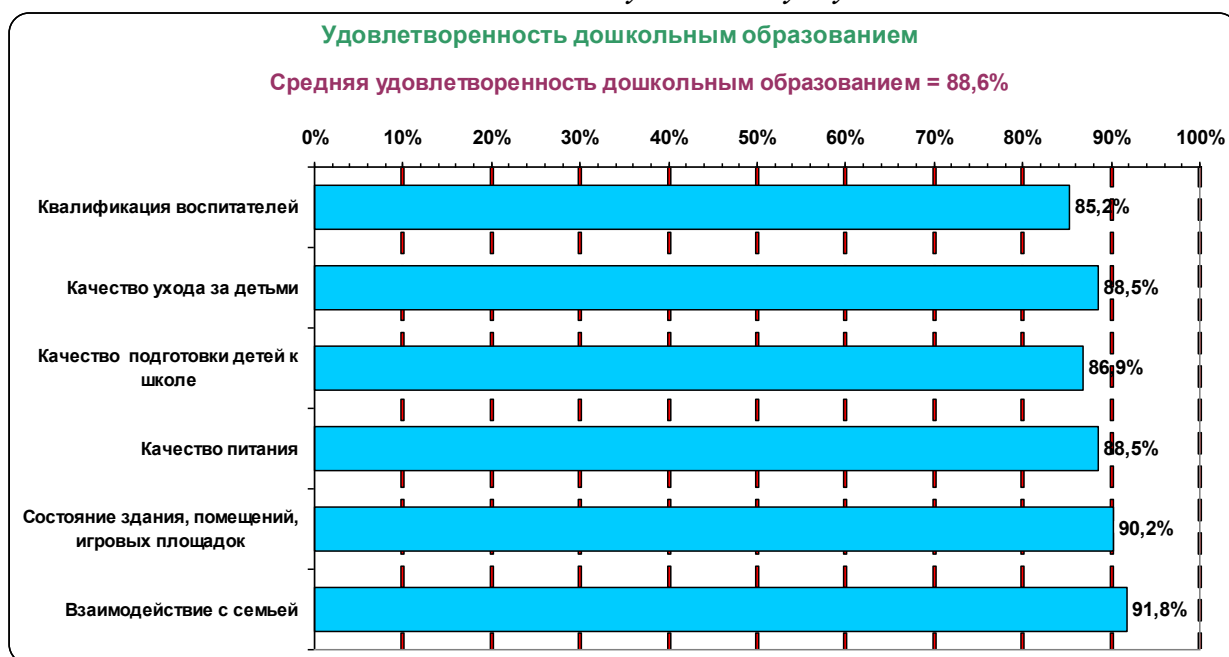 Удовлетворенность дошкольным образованием
Средняя удовлетворенность дошкольным образованием = 88,6%
0% 10% 20% 30% 40% 50% 60% 70% 80% 90% 100%
Квалификация воспитателей 85,2%
Качество ухода за детьми 88,5%
Качество подготовки детей к
школе 86,9%
Качество питания 88,5%
Состояние здания, помещений,
игровых площадок 90,2%
Взаимодействие с семьей 91,8%